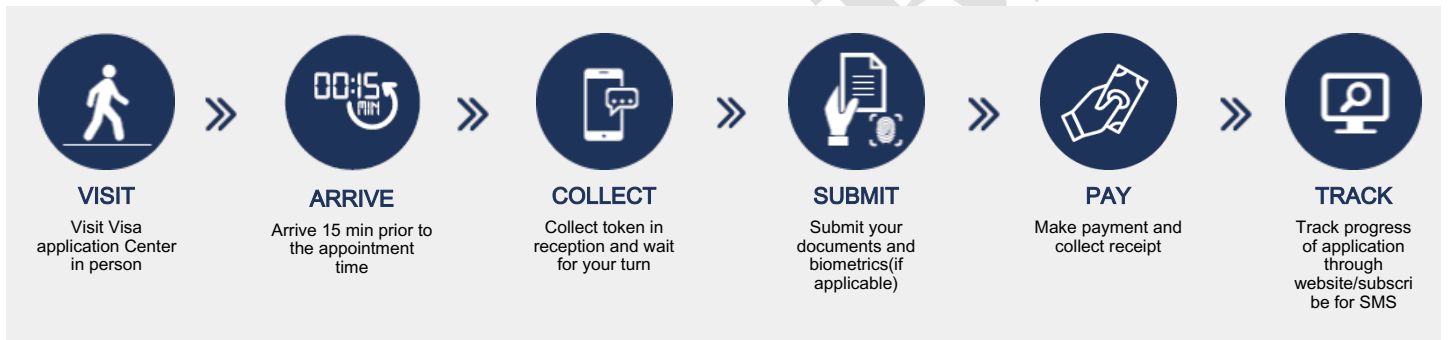 00:15
MIN
VISIT
Visit Visa
application Center
in person
ARRIVE
Arrive 15 min prior to
the appointment
time
COLLECT
Collect token in
reception and wait
for your turn
SUBMIT
Submit your
documents and
biometrics(if
applicable)
PAY
Make payment and
collect receipt
TRACK
Track progress
of application
through
website/subscri
be for SMS